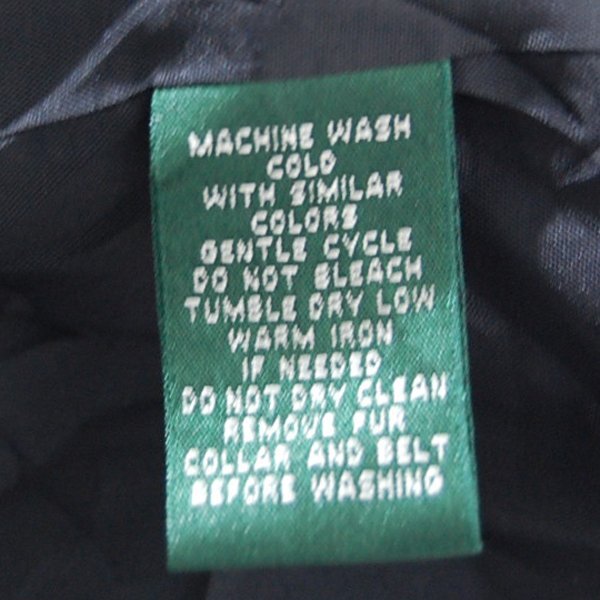 MACHINE WASH
COLD
WITH SIMILAR
COLORS
GENTLE CYCLE
DO NOT BLEACH
TUMBLE DRY LOW
WARM IRON
IF NEEDED
DO NOT DRY CLEAN
REMOVE FUR
COLLAR AND BELT
BEFORE WASHING